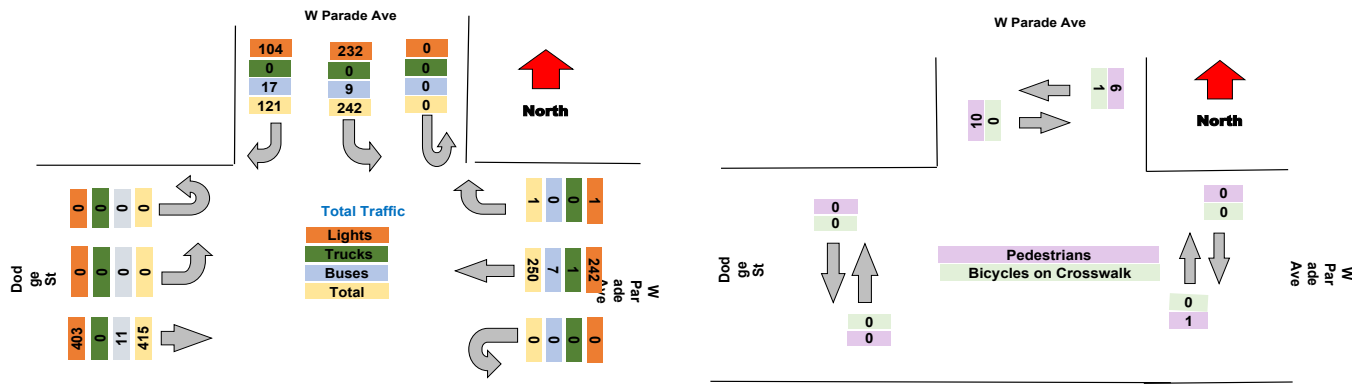 W Parade Ave
104 232 0
0 0 0
17 9 0
121 242 0
North
0 0 0 0
0 0 0 0
403 0 11 415
Dod
ge
St
Total Traffic
Lights
Trucks
Buses
Total
1 0 0 1
250 7 1 242
0 0 0 0
W
Par
ade
Ave
W Parade Ave
1
10 0
North
0
0
0
0
Dod
ge
St
Pedestrians
Bicycles on Crosswalk
0
0
0
1
W
Par
ade
Ave